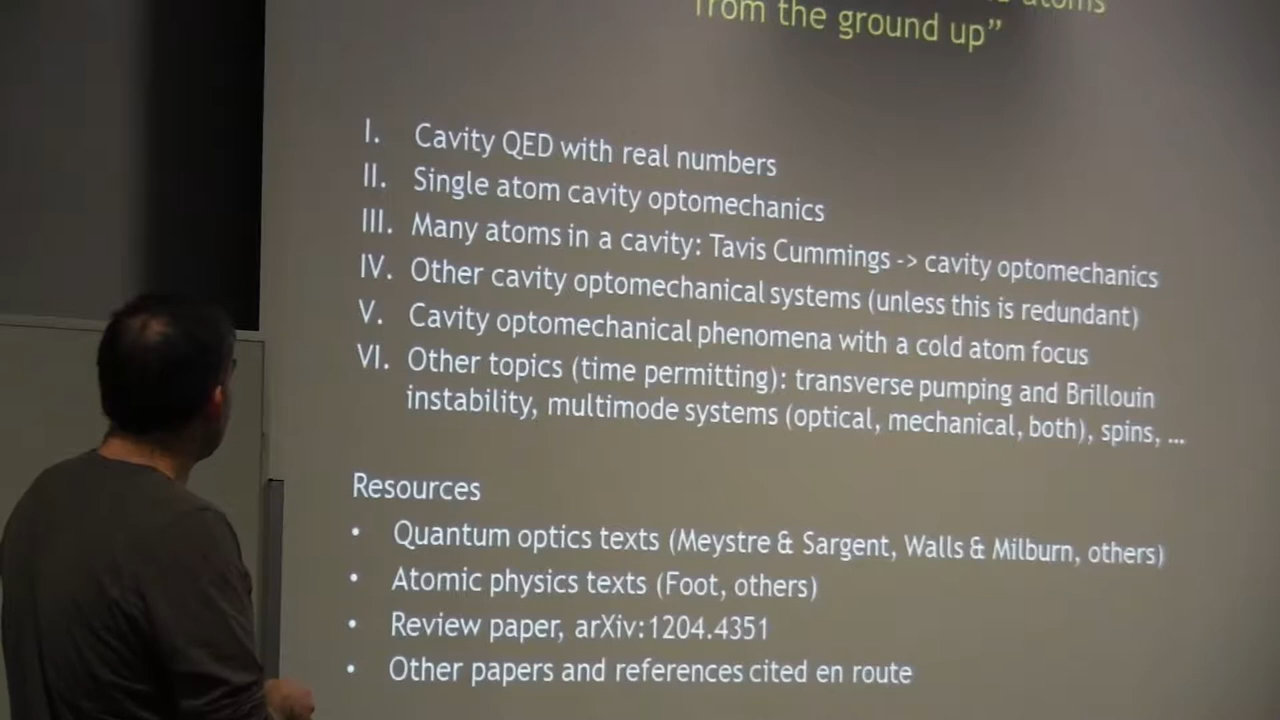 atoms
from the ground up”
I. Cavity QED with real numbers
II. Single atom cavity optomechanics
III. Many atoms in a cavity: Tavis Cummings -> cavity optomechanics
IV. Other cavity optomechanical systems (unless this is redundant)
V. Cavity optomechanical phenomena with a cold atom focus
VI. Other topics (time permitting): transverse pumping and Brillouin
instability, multimode systems (optical, mechanical, both), spins, …
Resources
• Quantum optics texts (Meystre & Sargent, Walls & Milburn, others)
• Atomic physics texts (Foot, others)
• Review paper, arXiv:1204.4351
• Other papers and references cited en route